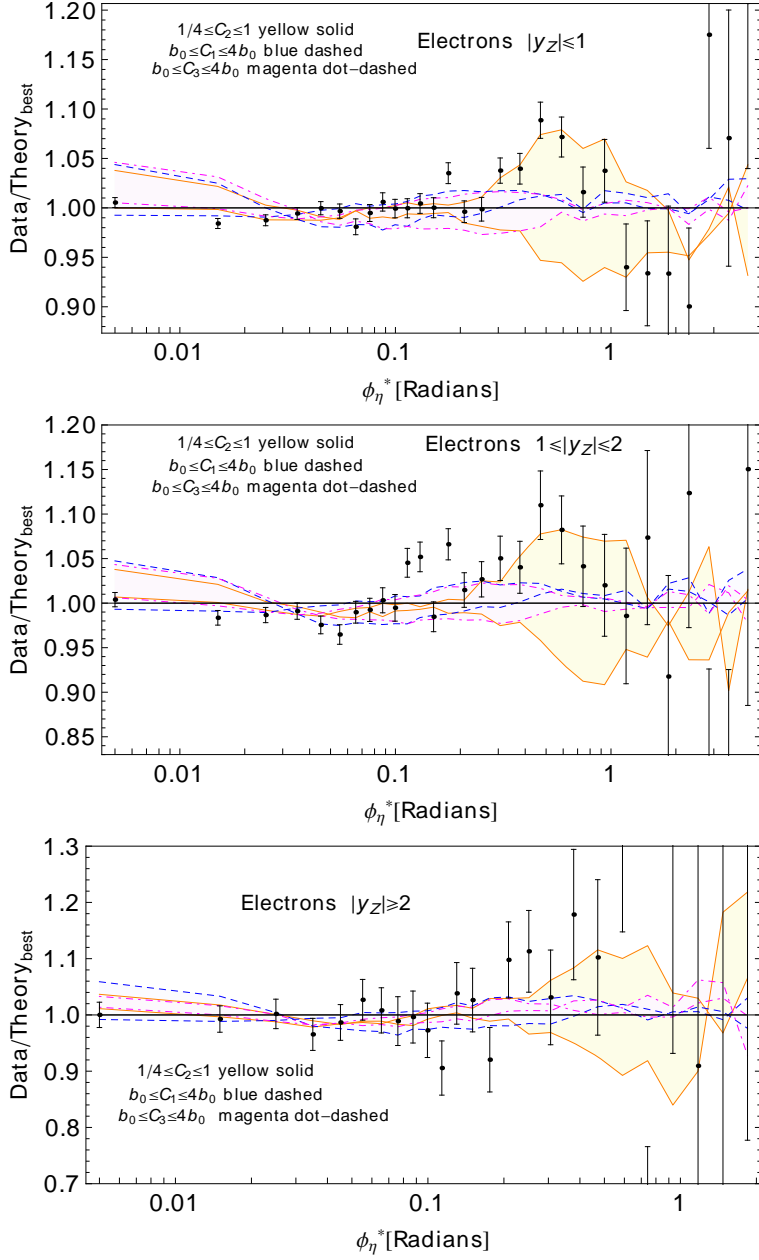 1/4≤C₂≤1 yellow solid
b₀≤C₁≤4b₀ blue dashed
b₀≤C₃≤4b₀ magenta dot-dashed
Electrons |y_Z|≤1
Data/Theory_best
1.20
1.15
1.10
1.05
1.00
0.95
0.90
0.01 0.1 1
ϕ_η* [Radians]
1/4≤C₂≤1 yellow solid
b₀≤C₁≤4b₀ blue dashed
b₀≤C₃≤4b₀ magenta dot-dashed
Electrons 1≤|y_Z|≤2
Data/Theory_best
1.20
1.15
1.10
1.05
1.00
0.95
0.90
0.85
0.01 0.1 1
ϕ_η* [Radians]
Electrons |y_Z|≥2
Data/Theory_best
1.3
1.2
1.1
1.0
0.9
0.8
0.7
1/4≤C₂≤1 yellow solid
b₀≤C₁≤4b₀ blue dashed
b₀≤C₃≤4b₀ magenta dot-dashed
0.01 0.1 1
ϕ_η* [Radians]